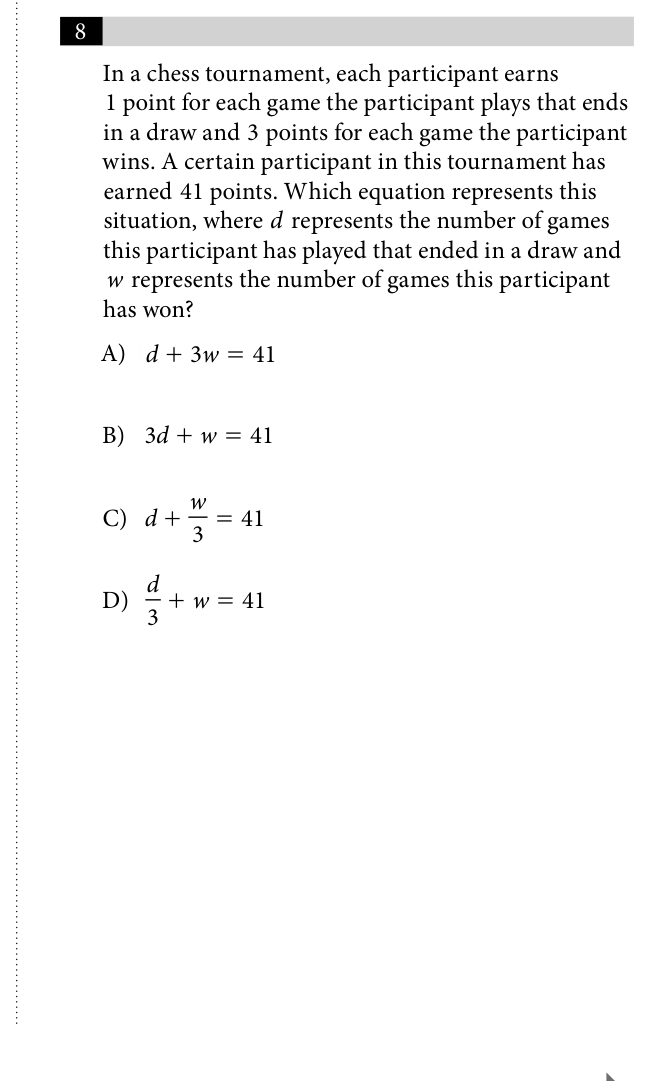 8
In a chess tournament, each participant earns
1 point for each game the participant plays that ends
in a draw and 3 points for each game the participant
wins. A certain participant in this tournament has
earned 41 points. Which equation represents this
situation, where d represents the number of games
this participant has played that ended in a draw and
w represents the number of games this participant
has won?
A) d + 3w = 41
B) 3d + w = 41
C) d + w/3 = 41
D) d/3 + w = 41